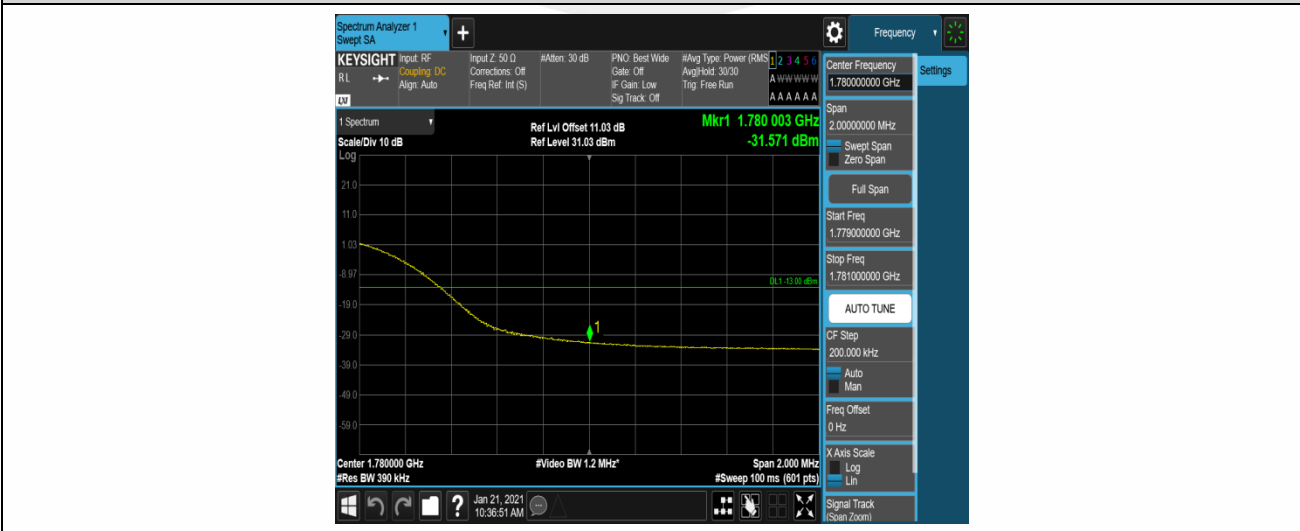 Spectrum Analyzer 1
Swept SA
+
Frequency
KEYSIGHT
R L
LXI
Input: RF
Coupling: DC
Align: Auto
Input Z: 50 Ω
Corrections: Off
Freq Ref: Int (S)
#Atten: 30 dB
PNO: Best Wide
Gate: Off
IF Gain: Low
Sig Track: Off
#Avg Type: Power (RMS
Avg|Hold: 30/30
Trig: Free Run
1 2 3 4 5 6
A W W W W W
A A A A A A
1 Spectrum
Scale/Div 10 dB
Log
Ref Lvl Offset 11.03 dB
Ref Level 31.03 dBm
Mkr1 1.780 003 GHz
-31.571 dBm
21.0
11.0
1.03
-8.97
-19.0
-29.0
-39.0
-49.0
-59.0
DL1 -13.00 dBm
1
Center 1.780000 GHz
#Res BW 390 kHz
#Video BW 1.2 MHz*
Span 2.000 MHz
#Sweep 100 ms (601 pts)
?
Jan 21, 2021
10:36:51 AM
Center Frequency
1.780000000 GHz
Settings
Span
2.00000000 MHz
Swept Span
Zero Span
Full Span
Start Freq
1.779000000 GHz
Stop Freq
1.781000000 GHz
AUTO TUNE
CF Step
200.000 kHz
Auto
Man
Freq Offset
0 Hz
X Axis Scale
Log
Lin
Signal Track
(Span Zoom)